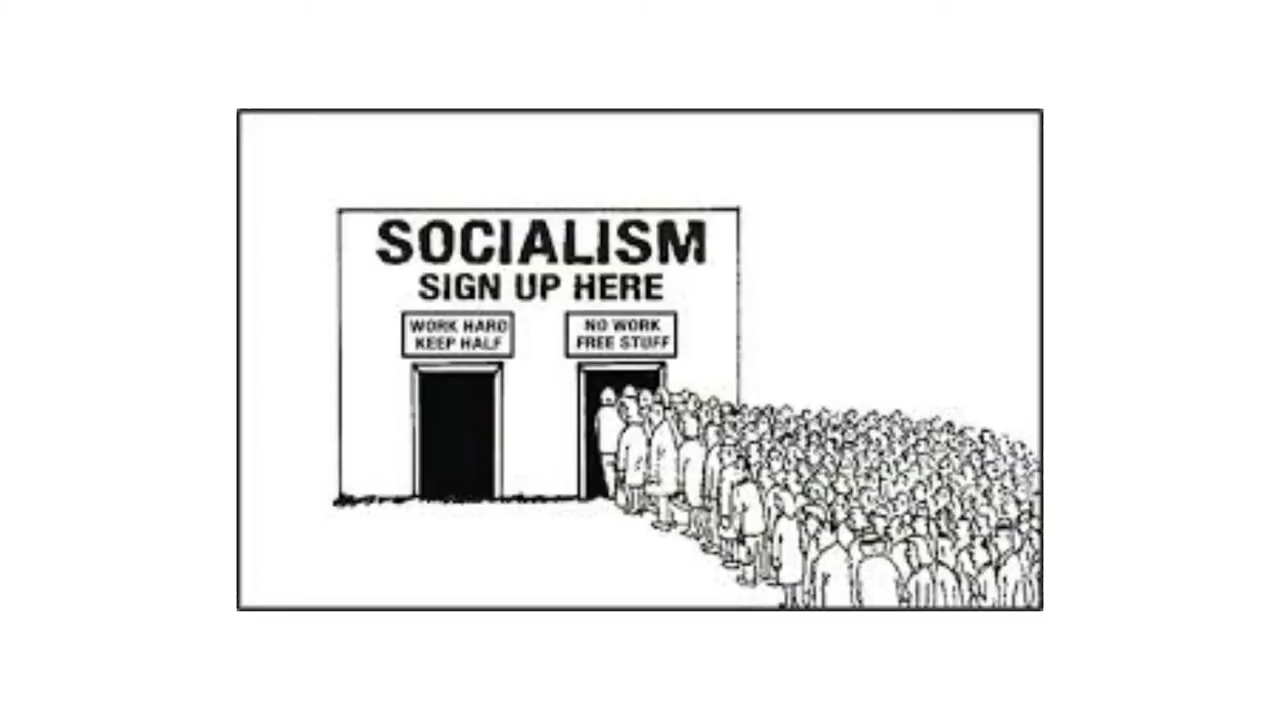 SOCIALISM
SIGN UP HERE
WORK HARD
KEEP HALF
NO WORK
FREE STUFF